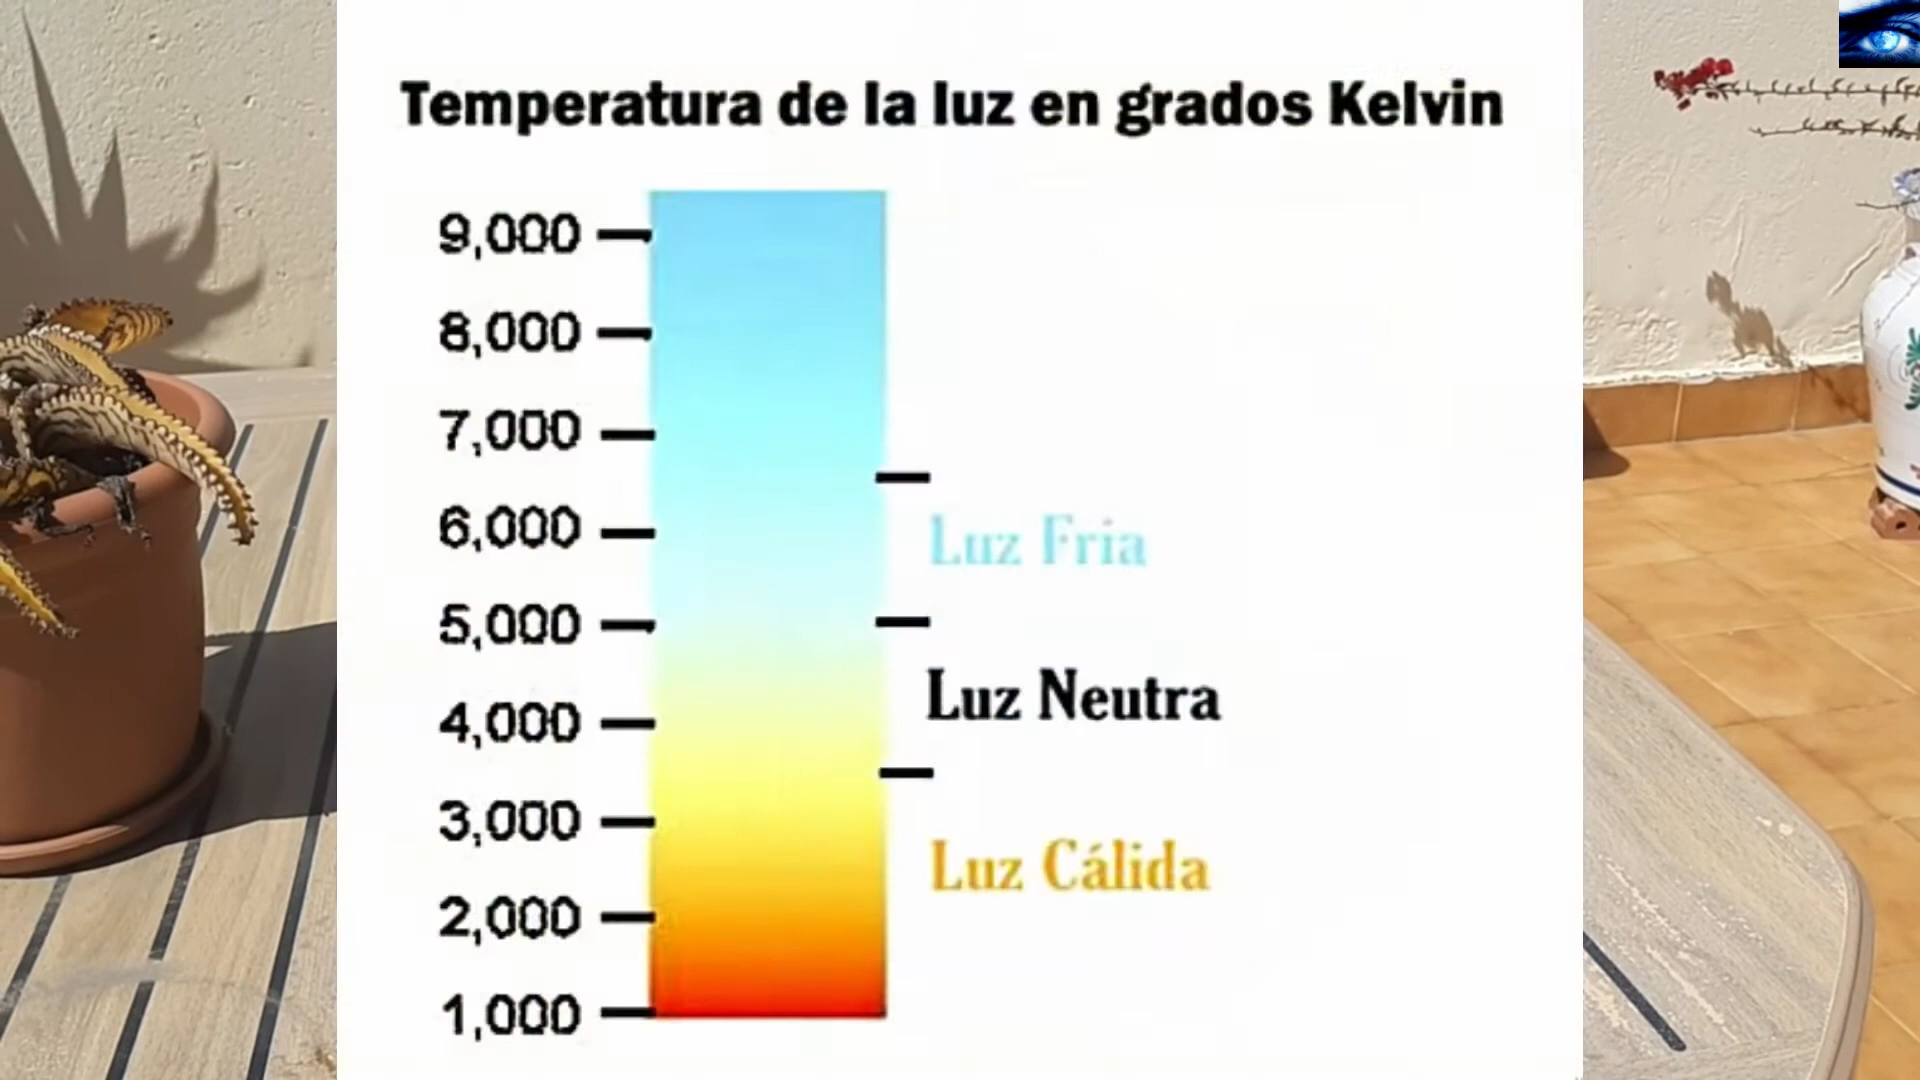 Temperatura de la luz en grados Kelvin
9,000
8,000
7,000
6,000
Luz Fria
5,000
Luz Neutra
4,000
3,000
Luz Cálida
2,000
1,000